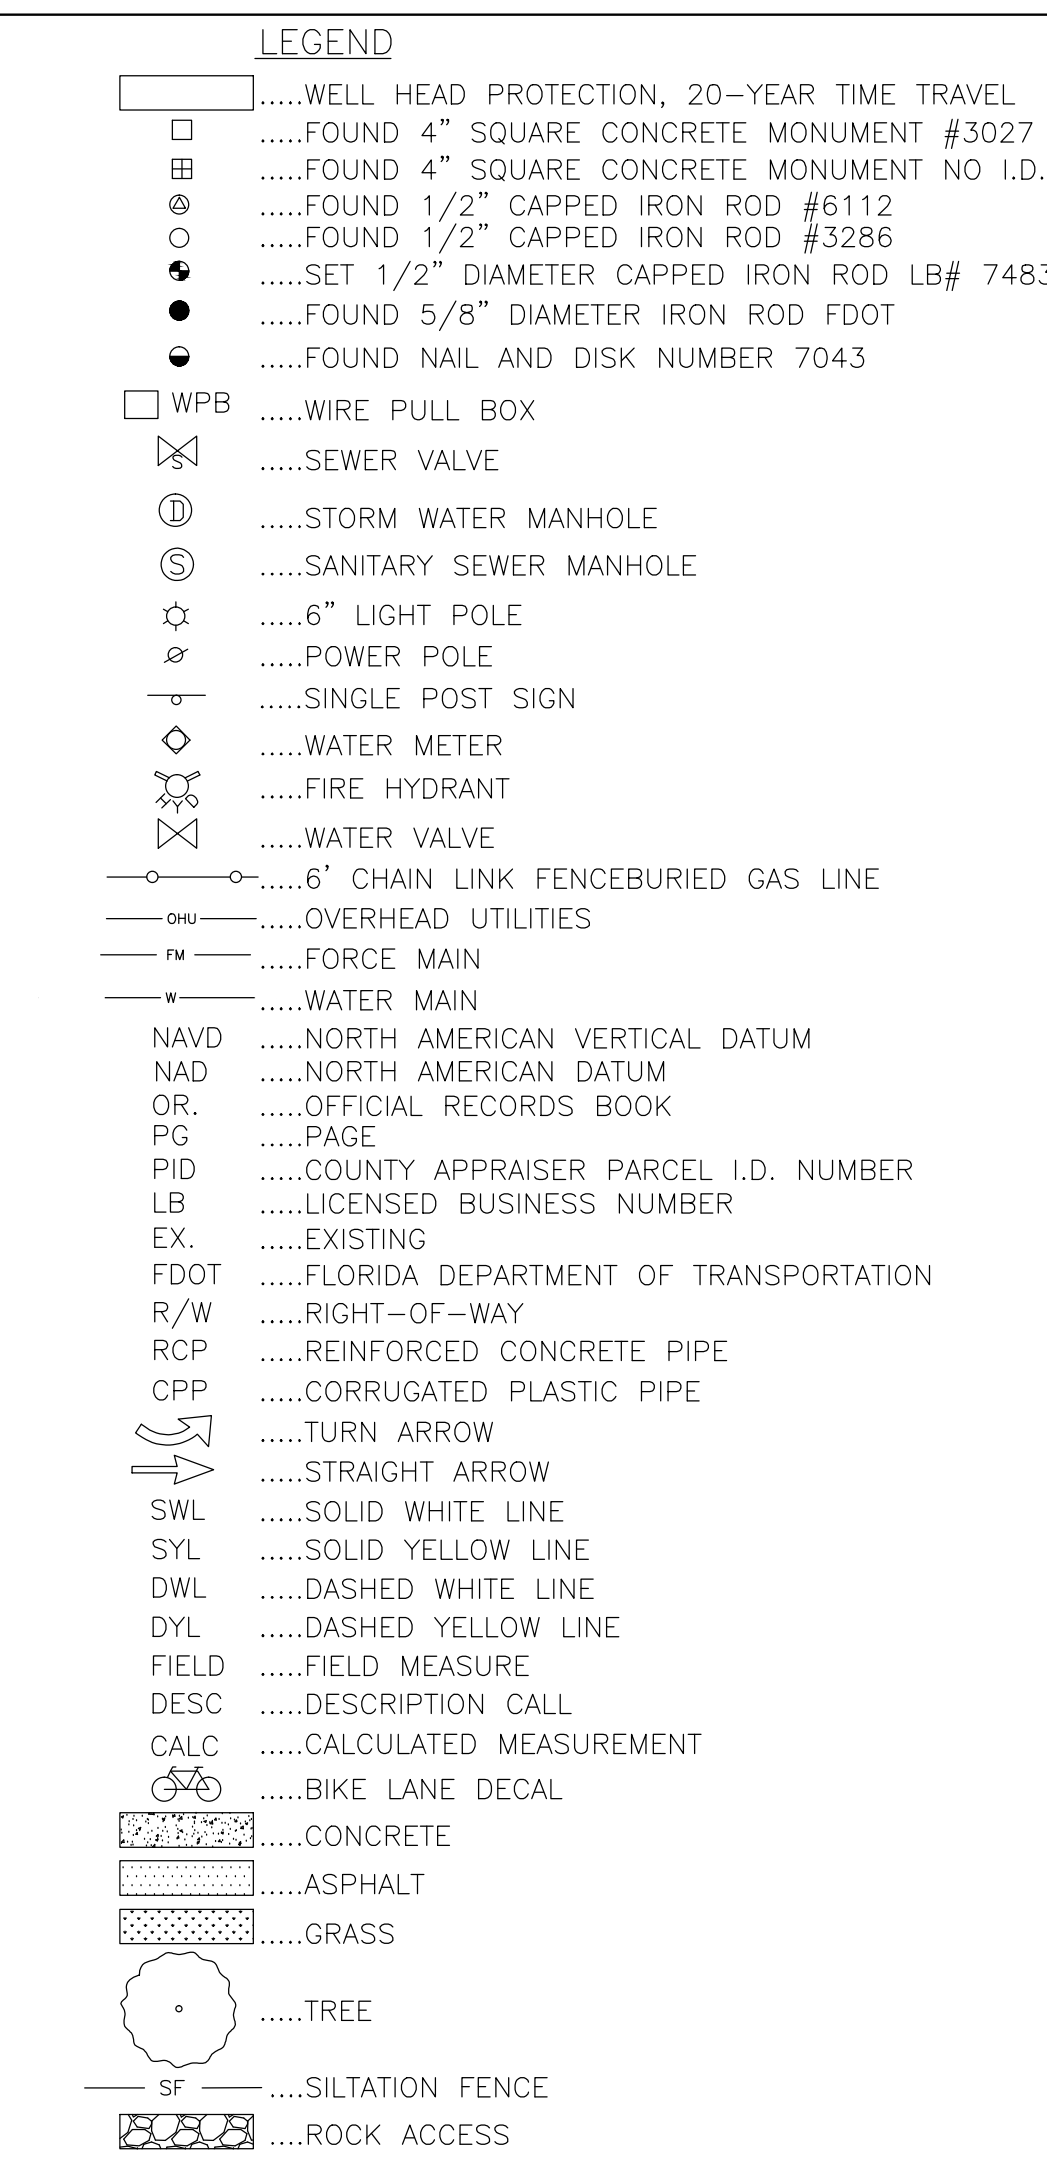 LEGEND
.....WELL HEAD PROTECTION, 20-YEAR TIME TRAVEL
.....FOUND 4" SQUARE CONCRETE MONUMENT #3027
.....FOUND 4" SQUARE CONCRETE MONUMENT NO I.D.
.....FOUND 1/2" CAPPED IRON ROD #6112
.....FOUND 1/2" CAPPED IRON ROD #3286
.....SET 1/2" DIAMETER CAPPED IRON ROD LB# 7483
.....FOUND 5/8" DIAMETER IRON ROD FDOT
.....FOUND NAIL AND DISK NUMBER 7043
WPB .....WIRE PULL BOX
S .....SEWER VALVE
D .....STORM WATER MANHOLE
S .....SANITARY SEWER MANHOLE
.....6" LIGHT POLE
.....POWER POLE
.....SINGLE POST SIGN
.....WATER METER
.....FIRE HYDRANT
.....WATER VALVE
.....6' CHAIN LINK FENCEBURIED GAS LINE
OHU .....OVERHEAD UTILITIES
FM .....FORCE MAIN
W .....WATER MAIN
NAVD .....NORTH AMERICAN VERTICAL DATUM
NAD .....NORTH AMERICAN DATUM
OR. .....OFFICIAL RECORDS BOOK
PG .....PAGE
PID .....COUNTY APPRAISER PARCEL I.D. NUMBER
LB .....LICENSED BUSINESS NUMBER
EX. .....EXISTING
FDOT .....FLORIDA DEPARTMENT OF TRANSPORTATION
R/W .....RIGHT-OF-WAY
RCP .....REINFORCED CONCRETE PIPE
CPP .....CORRUGATED PLASTIC PIPE
.....TURN ARROW
.....STRAIGHT ARROW
SWL .....SOLID WHITE LINE
SYL .....SOLID YELLOW LINE
DWL .....DASHED WHITE LINE
DYL .....DASHED YELLOW LINE
FIELD .....FIELD MEASURE
DESC .....DESCRIPTION CALL
CALC .....CALCULATED MEASUREMENT
.....BIKE LANE DECAL
.....CONCRETE
.....ASPHALT
.....GRASS
.....TREE
SF ....SILTATION FENCE
....ROCK ACCESS